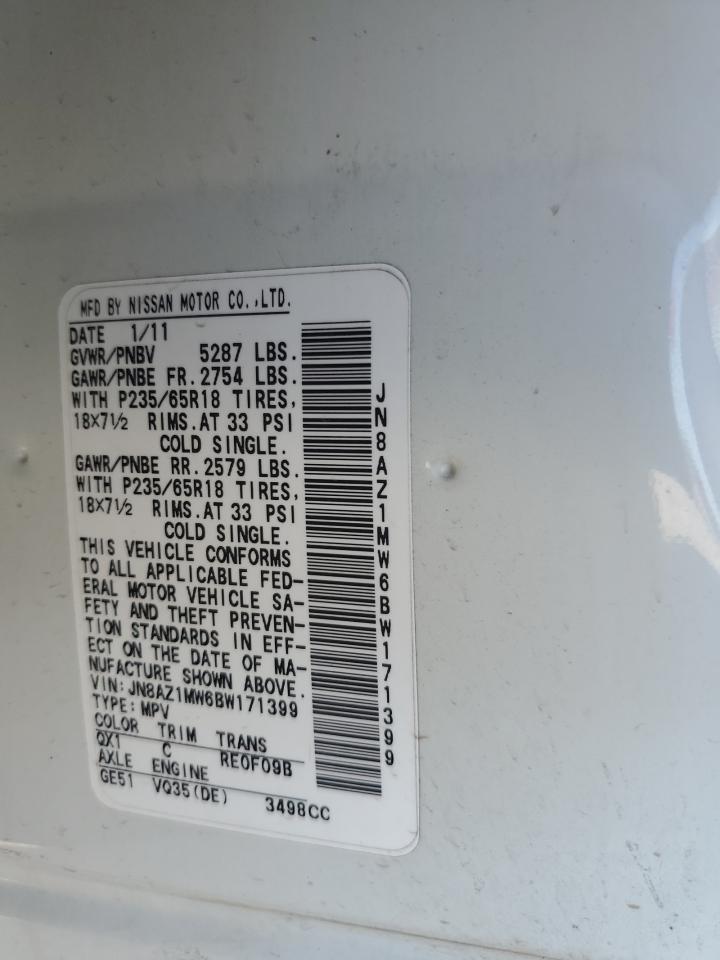 MFD BY NISSAN MOTOR CO.,LTD.
DATE 1/11
GVWR/PNBV 5287 LBS.
GAWR/PNBE FR. 2754 LBS.
WITH P235/65R18 TIRES,
18×7½ RIMS. AT 33 PSI
COLD SINGLE.
GAWR/PNBE RR. 2579 LBS.
WITH P235/65R18 TIRES,
18×7½ RIMS. AT 33 PSI
COLD SINGLE.
THIS VEHICLE CONFORMS
TO ALL APPLICABLE FED-
ERAL MOTOR VEHICLE SA-
FETY AND THEFT PREVEN-
TION STANDARDS IN EFF-
ECT ON THE DATE OF MA-
NUFACTURE SHOWN ABOVE.
VIN: JN8AZ1MW6BW171399
TYPE: MPV
COLOR TRIM TRANS
QX1 C RE0F09B
AXLE ENGINE
GE51 VQ35(DE) 3498CC
JN8AZ1MW6BW171399